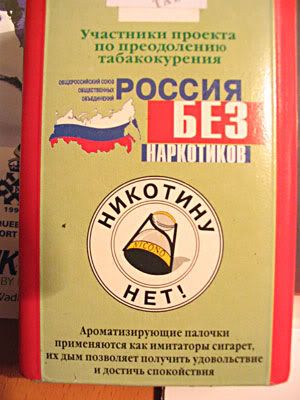 Участники проекта
по преодолению
табакокурения
ОБЩЕРОССИЙСКИЙ СОЮЗ
ОБЩЕСТВЕННЫХ
ОБЪЕДИНЕНИЙ
РОССИЯ
БЕЗ
НАРКОТИКОВ
НИКОТИНУ
NICONO
НЕТ!
Ароматизирующие палочки
применяются как имитаторы сигарет,
их дым позволяет получить удовольствие
и достичь спокойствия